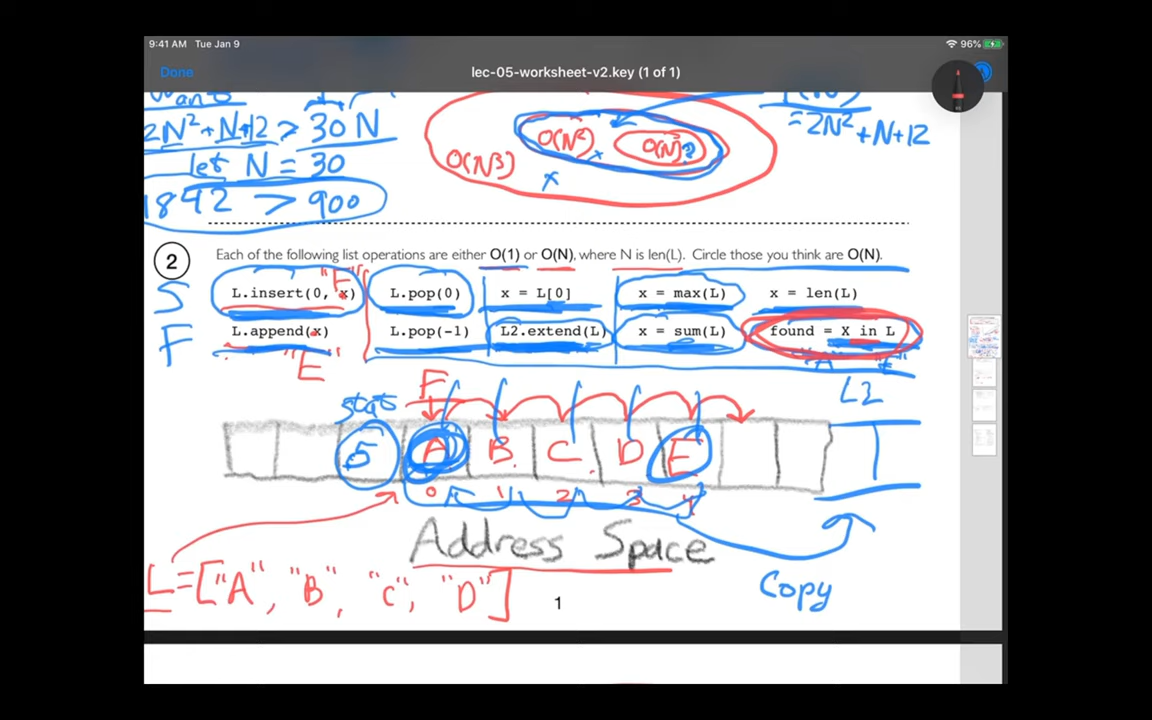 9:41 AM Tue Jan 9
96%
Done
lec-05-worksheet-v2.key (1 of 1)
2N²+N+12 > 30 N
let N = 30
1842 > 900
O(N³)
O(N²)
O(N)
= 2N²+N+12
2
Each of the following list operations are either O(1) or O(N), where N is len(L). Circle those you think are O(N).
S
"F"
L.insert(0, x) L.pop(0) x = L[0] x = max(L) x = len(L)
F
L.append(x) L.pop(-1) L2.extend(L) x = sum(L) found = X in L
"E"
"A"
L2
F
5
A B C D E
0 1 2 3 4
Address Space
L=["A", "B", "C", "D"]
Copy
1